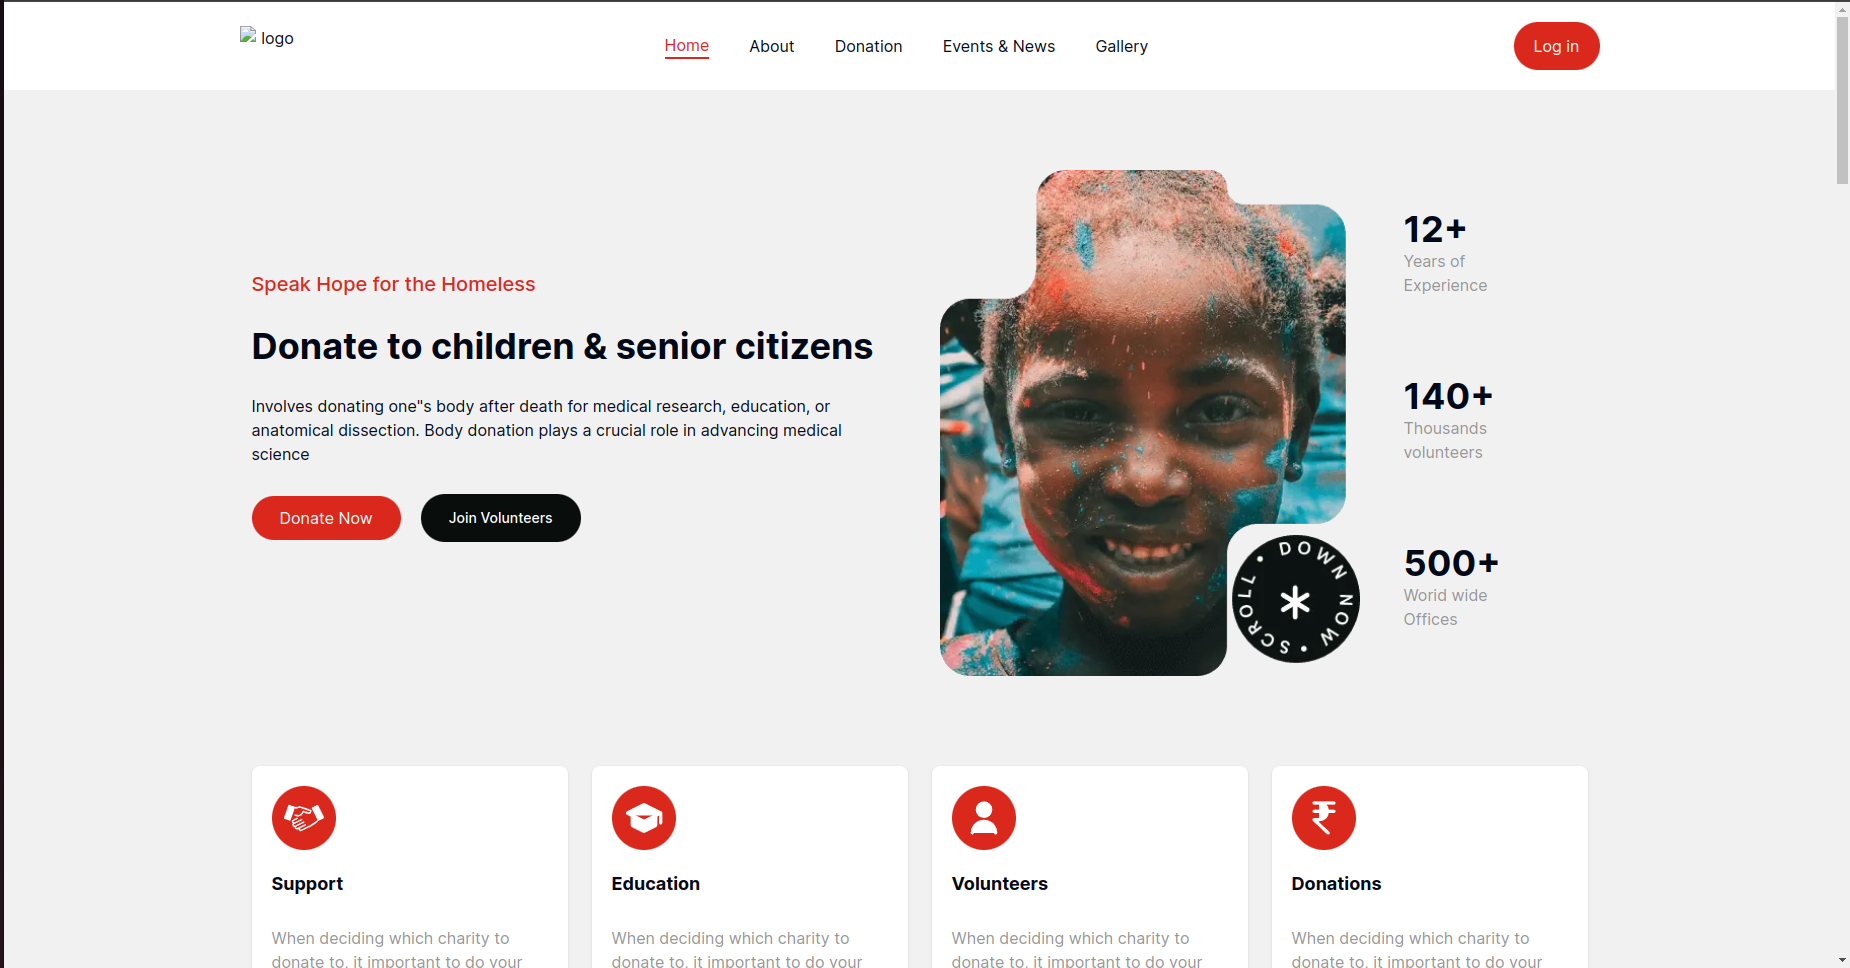 logo
Home About Donation Events & News Gallery
Log in
Speak Hope for the Homeless
Donate to children & senior citizens
Involves donating one"s body after death for medical research, education, or
anatomical dissection. Body donation plays a crucial role in advancing medical
science
Donate Now
Join Volunteers
SCROLL • DOWN NOW •
12+
Years of
Experience
140+
Thousands
volunteers
500+
Worid wide
Offices
Support
When deciding which charity to
donate to, it important to do your
Education
When deciding which charity to
donate to, it important to do your
Volunteers
When deciding which charity to
donate to, it important to do your
Donations
When deciding which charity to
donate to, it important to do your